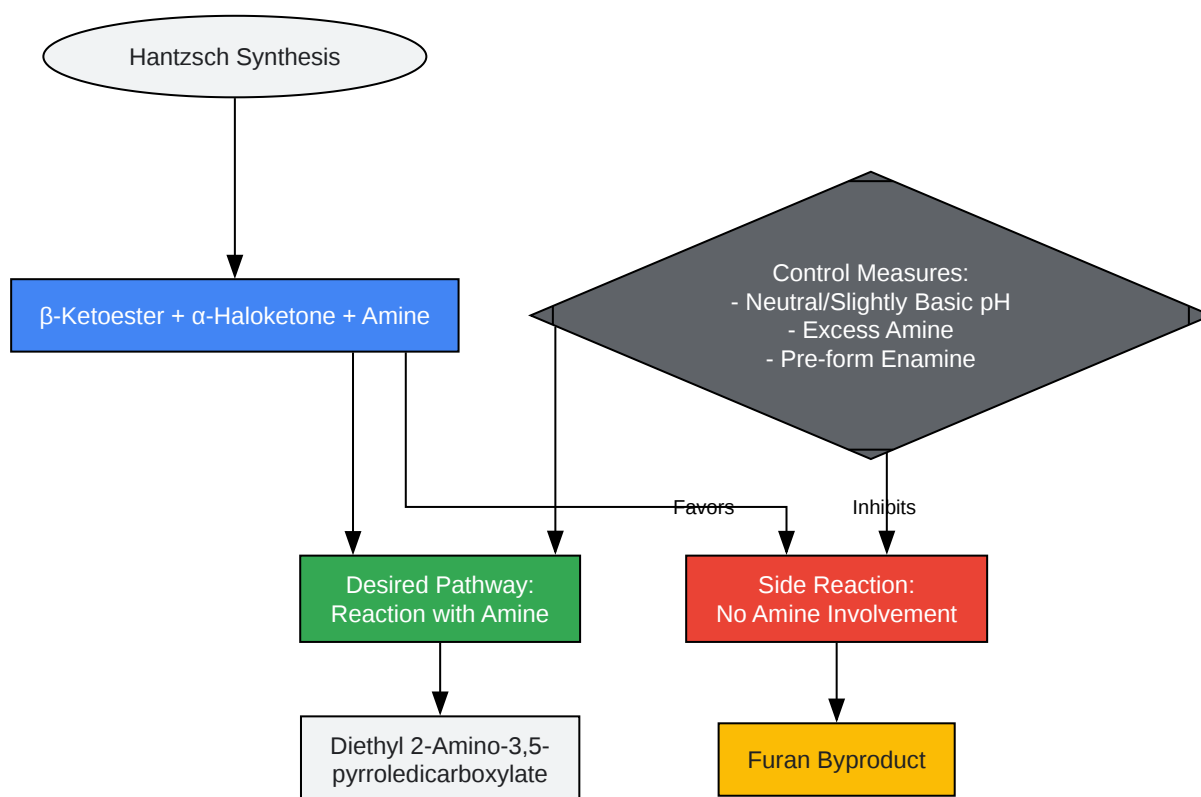 Hantzsch Synthesis
β-Ketoester + α-Haloketone + Amine
Control Measures:
- Neutral/Slightly Basic pH
- Excess Amine
- Pre-form Enamine
Favors
Inhibits
Desired Pathway:
Reaction with Amine
Side Reaction:
No Amine Involvement
Diethyl 2-Amino-3,5-
pyrroledicarboxylate
Furan Byproduct